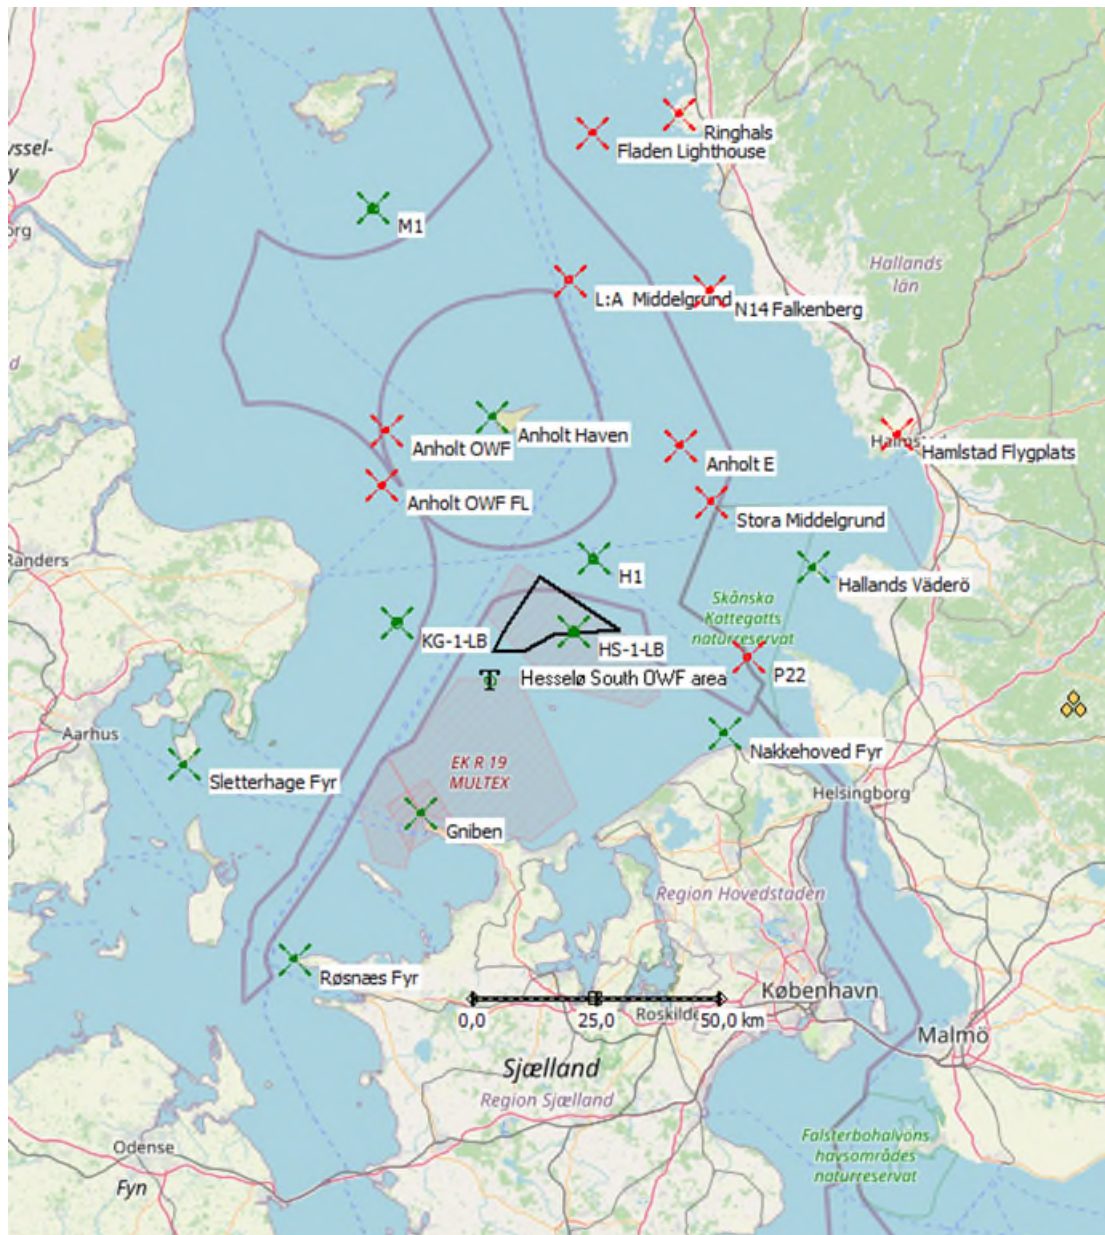 yssel-
y
org
Ringhals
Fladen Lighthouse
M1
Hallands
län
L:A Middelgrund
N14 Falkenberg
d
Anholt Haven
Anholt OWF
Hamlstad Flygplats
Anholt E
Anholt OWF FL
Stora Middelgrund
Randers
H1
Hallands Väderö
Skånska
Kattegatts
naturreservat
KG-1-LB
HS-1-LB
P22
Hesselø South OWF area
Aarhus
Nakkehoved Fyr
EK R 19
MULTEX
Sletterhage Fyr
Helsingborg
Gniben
Region Hovedstaden
Røsnæs Fyr
København
0,0
25,0
Roskilde
50,0 km
Malmö
Sjælland
Region Sjælland
Falsterbohalvöns
havsområdes
naturreservat
Odense
Fyn